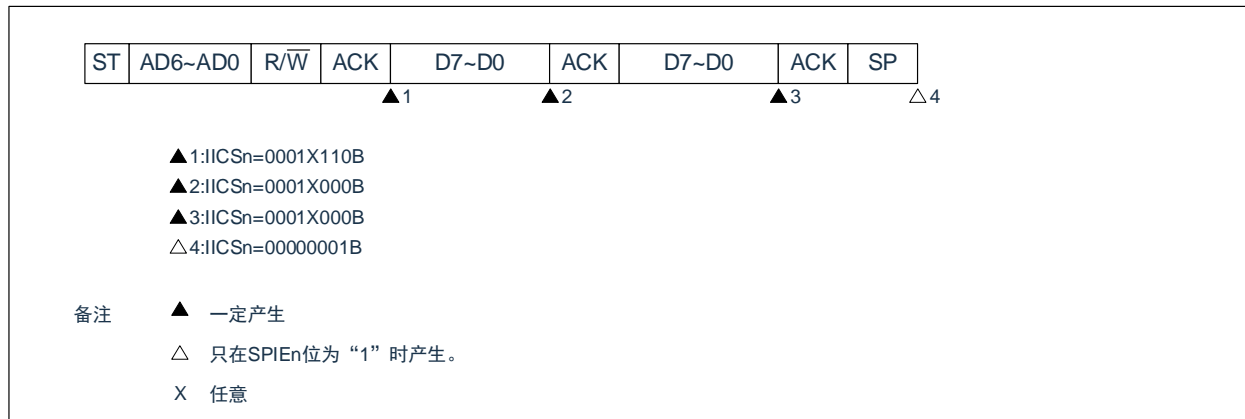 ST AD6~AD0 R/W̅ ACK D7~D0 ACK D7~D0 ACK SP
▲1 ▲2 ▲3 △4
▲1:IICSn=0001X110B
▲2:IICSn=0001X000B
▲3:IICSn=0001X000B
△4:IICSn=00000001B
备注 ▲ 一定产生
△ 只在SPIEn位为“1”时产生。
X 任意